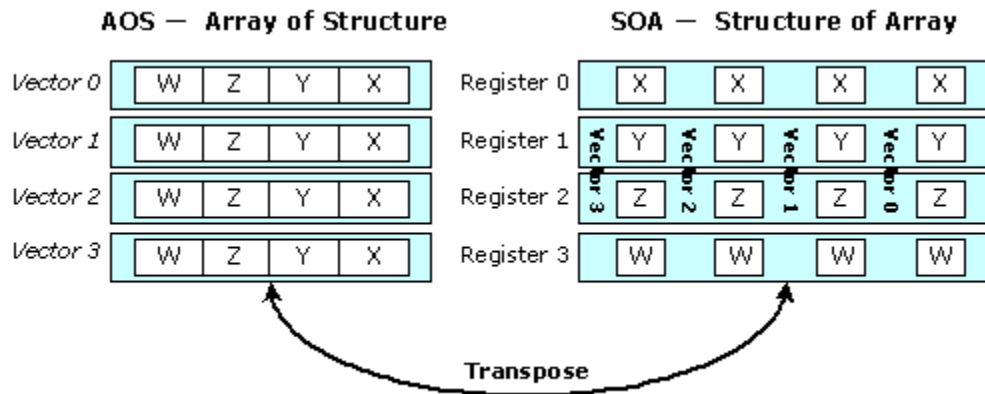 AOS — Array of Structure
SOA — Structure of Array
Vector 0 W Z Y X
Register 0 X X X X
Vector 1 W Z Y X
Register 1 Y Y Y Y
Vector 2 W Z Y X
Register 2 Z Z Z Z
Vector 3 W Z Y X
Register 3 W W W W
Vector 3
Vector 2
Vector 1
Vector 0
Transpose